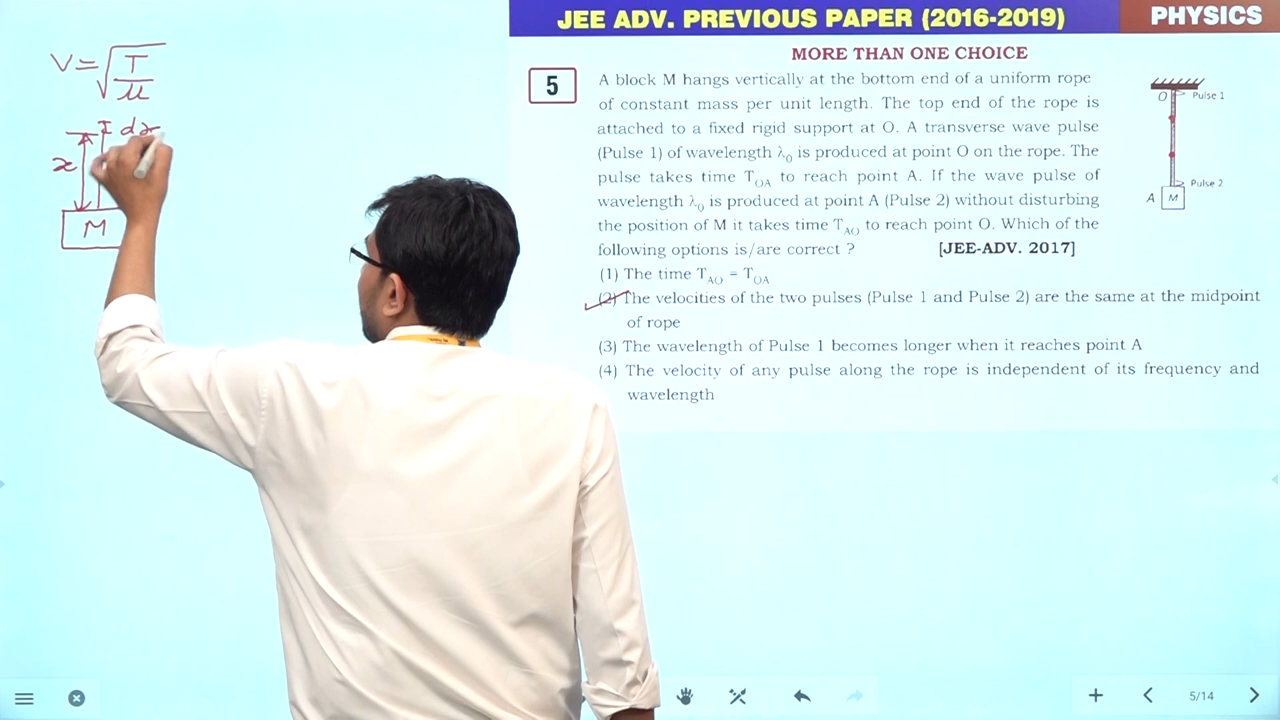 JEE ADV. PREVIOUS PAPER (2016-2019)
PHYSICS
MORE THAN ONE CHOICE
5
A block M hangs vertically at the bottom end of a uniform rope
of constant mass per unit length. The top end of the rope is
attached to a fixed rigid support at O. A transverse wave pulse
(Pulse 1) of wavelength λ₀ is produced at point O on the rope. The
pulse takes time T_OA to reach point A. If the wave pulse of
wavelength λ₀ is produced at point A (Pulse 2) without disturbing
the position of M it takes time T_AO to reach point O. Which of the
following options is/are correct ? [JEE-ADV. 2017]
(1) The time T_AO = T_OA
(2) The velocities of the two pulses (Pulse 1 and Pulse 2) are the same at the midpoint
of rope
(3) The wavelength of Pulse 1 becomes longer when it reaches point A
(4) The velocity of any pulse along the rope is independent of its frequency and
wavelength
O Pulse 1
Pulse 2
A M
V = √(T/μ)
dx
x
M
5/14